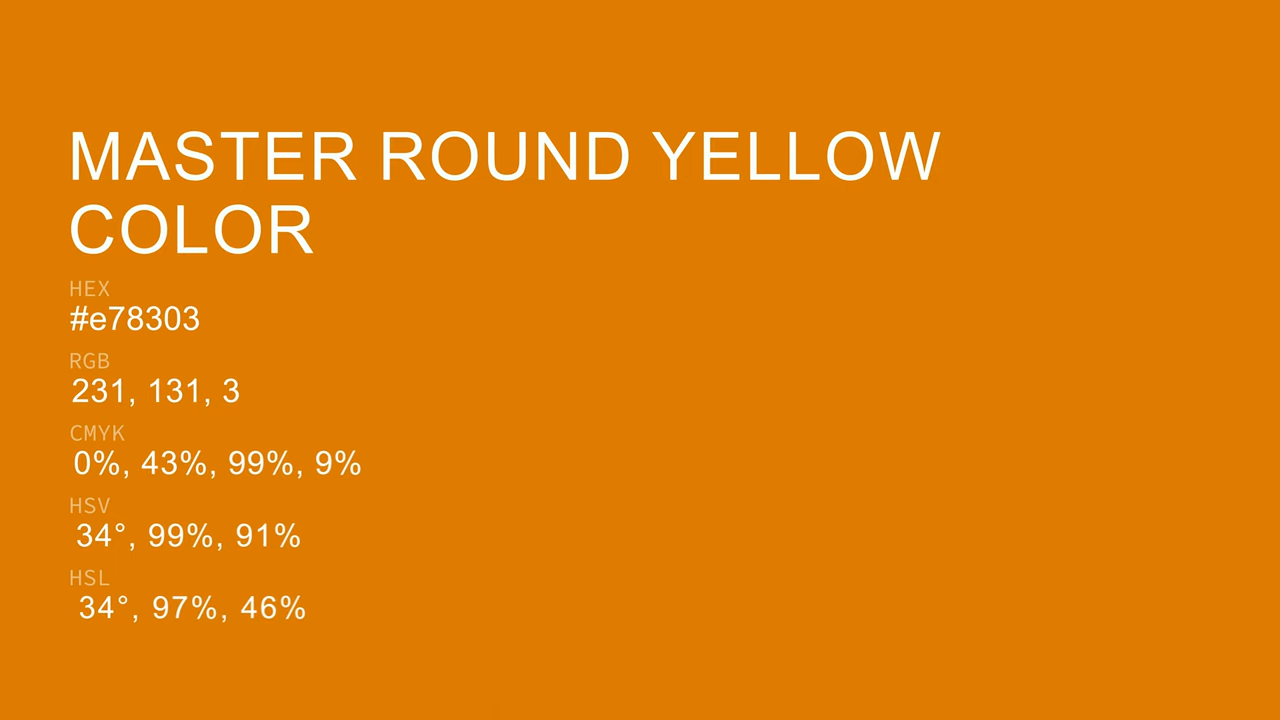 MASTER ROUND YELLOW
COLOR
HEX
#e78303
RGB
231, 131, 3
CMYK
0%, 43%, 99%, 9%
HSV
34°, 99%, 91%
HSL
34°, 97%, 46%